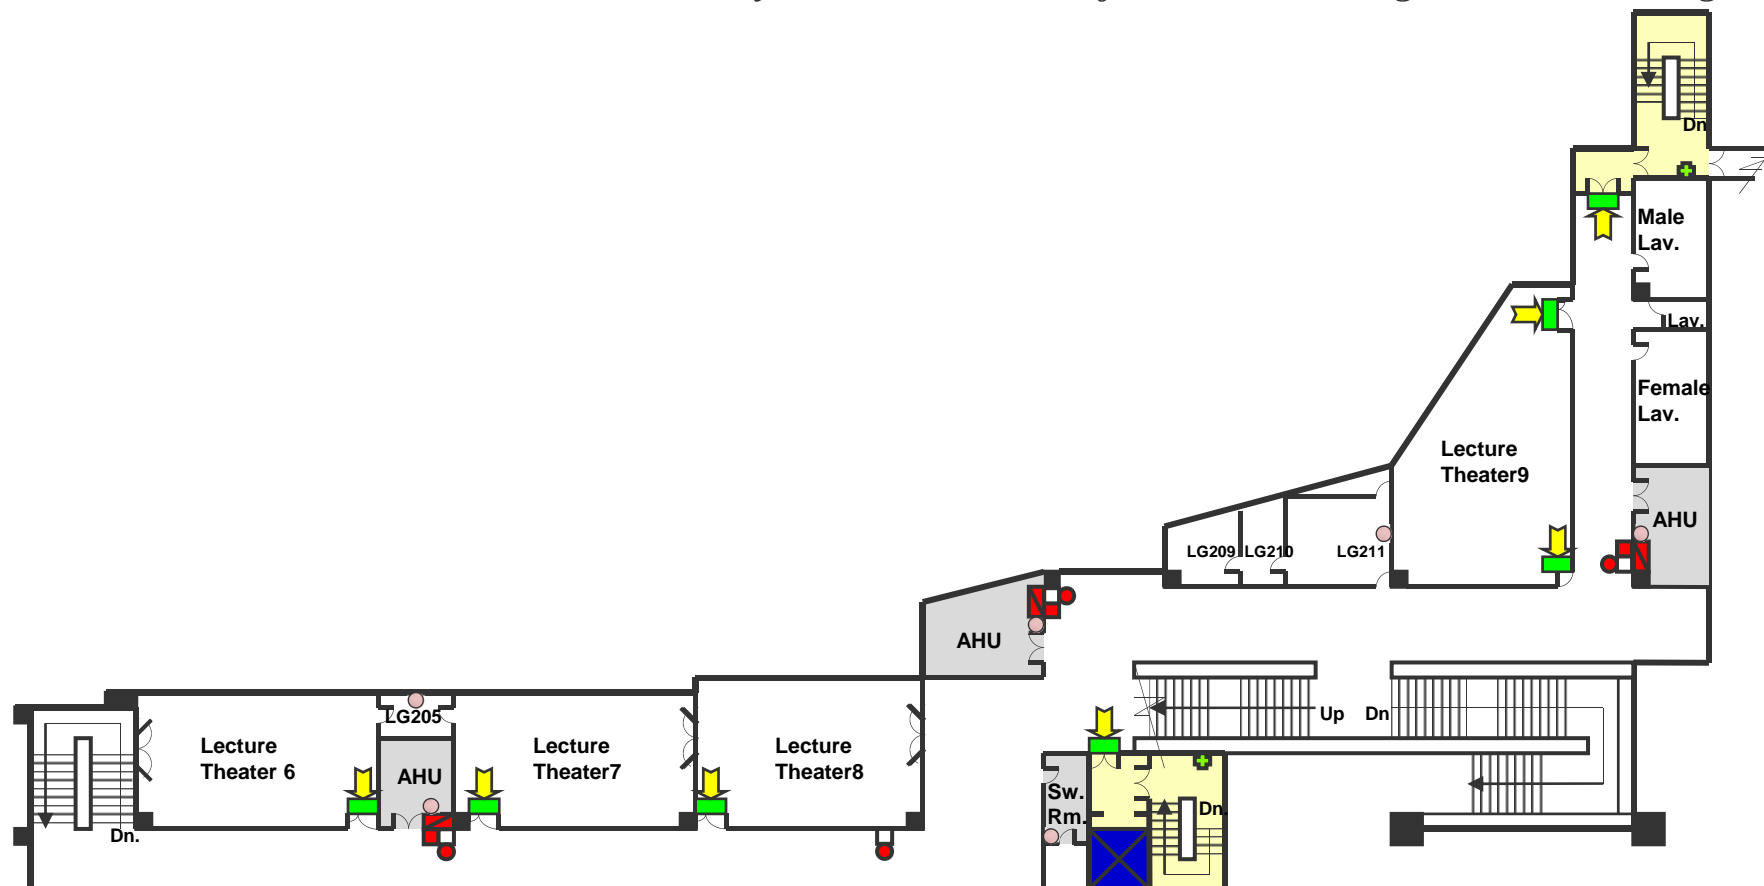 Dn
Male
Lav.
Lav.
Female
Lav.
Lecture
Theater9
AHU
LG209
LG210
LG211
AHU
Up
Dn
LG205
Lecture
Theater 6
AHU
Lecture
Theater7
Lecture
Theater8
Sw.
Rm.
Dn.
Dn.